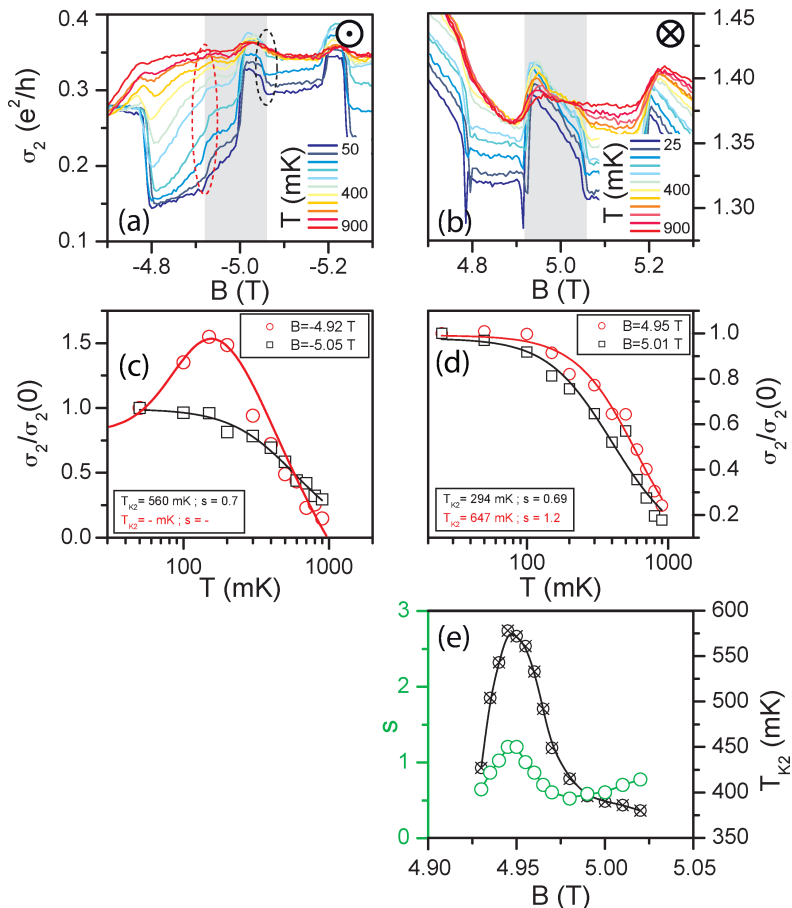 0.4
0.3
0.2
0.1
σ2 (e²/h)
50
400
900
T (mK)
(a)
-4.8 -5.0 -5.2
B (T)
1.45
1.40
1.35
1.30
σ2 (e²/h)
25
400
900
T (mK)
(b)
4.8 5.0 5.2
B (T)
1.5
1.0
0.5
0.0
σ2/σ2(0)
(c)
B=-4.92 T
B=-5.05 T
TK2= 560 mK ; s = 0.7
TK2= - mK ; s = -
100 1000
T (mK)
(d)
B=4.95 T
B=5.01 T
1.0
0.8
0.6
0.4
0.2
σ2/σ2(0)
TK2= 294 mK ; s = 0.69
TK2= 647 mK ; s = 1.2
100 1000
T (mK)
3
2
1
0
s
(e)
600
550
500
450
400
350
TK2 (mK)
4.90 4.95 5.00 5.05
B (T)